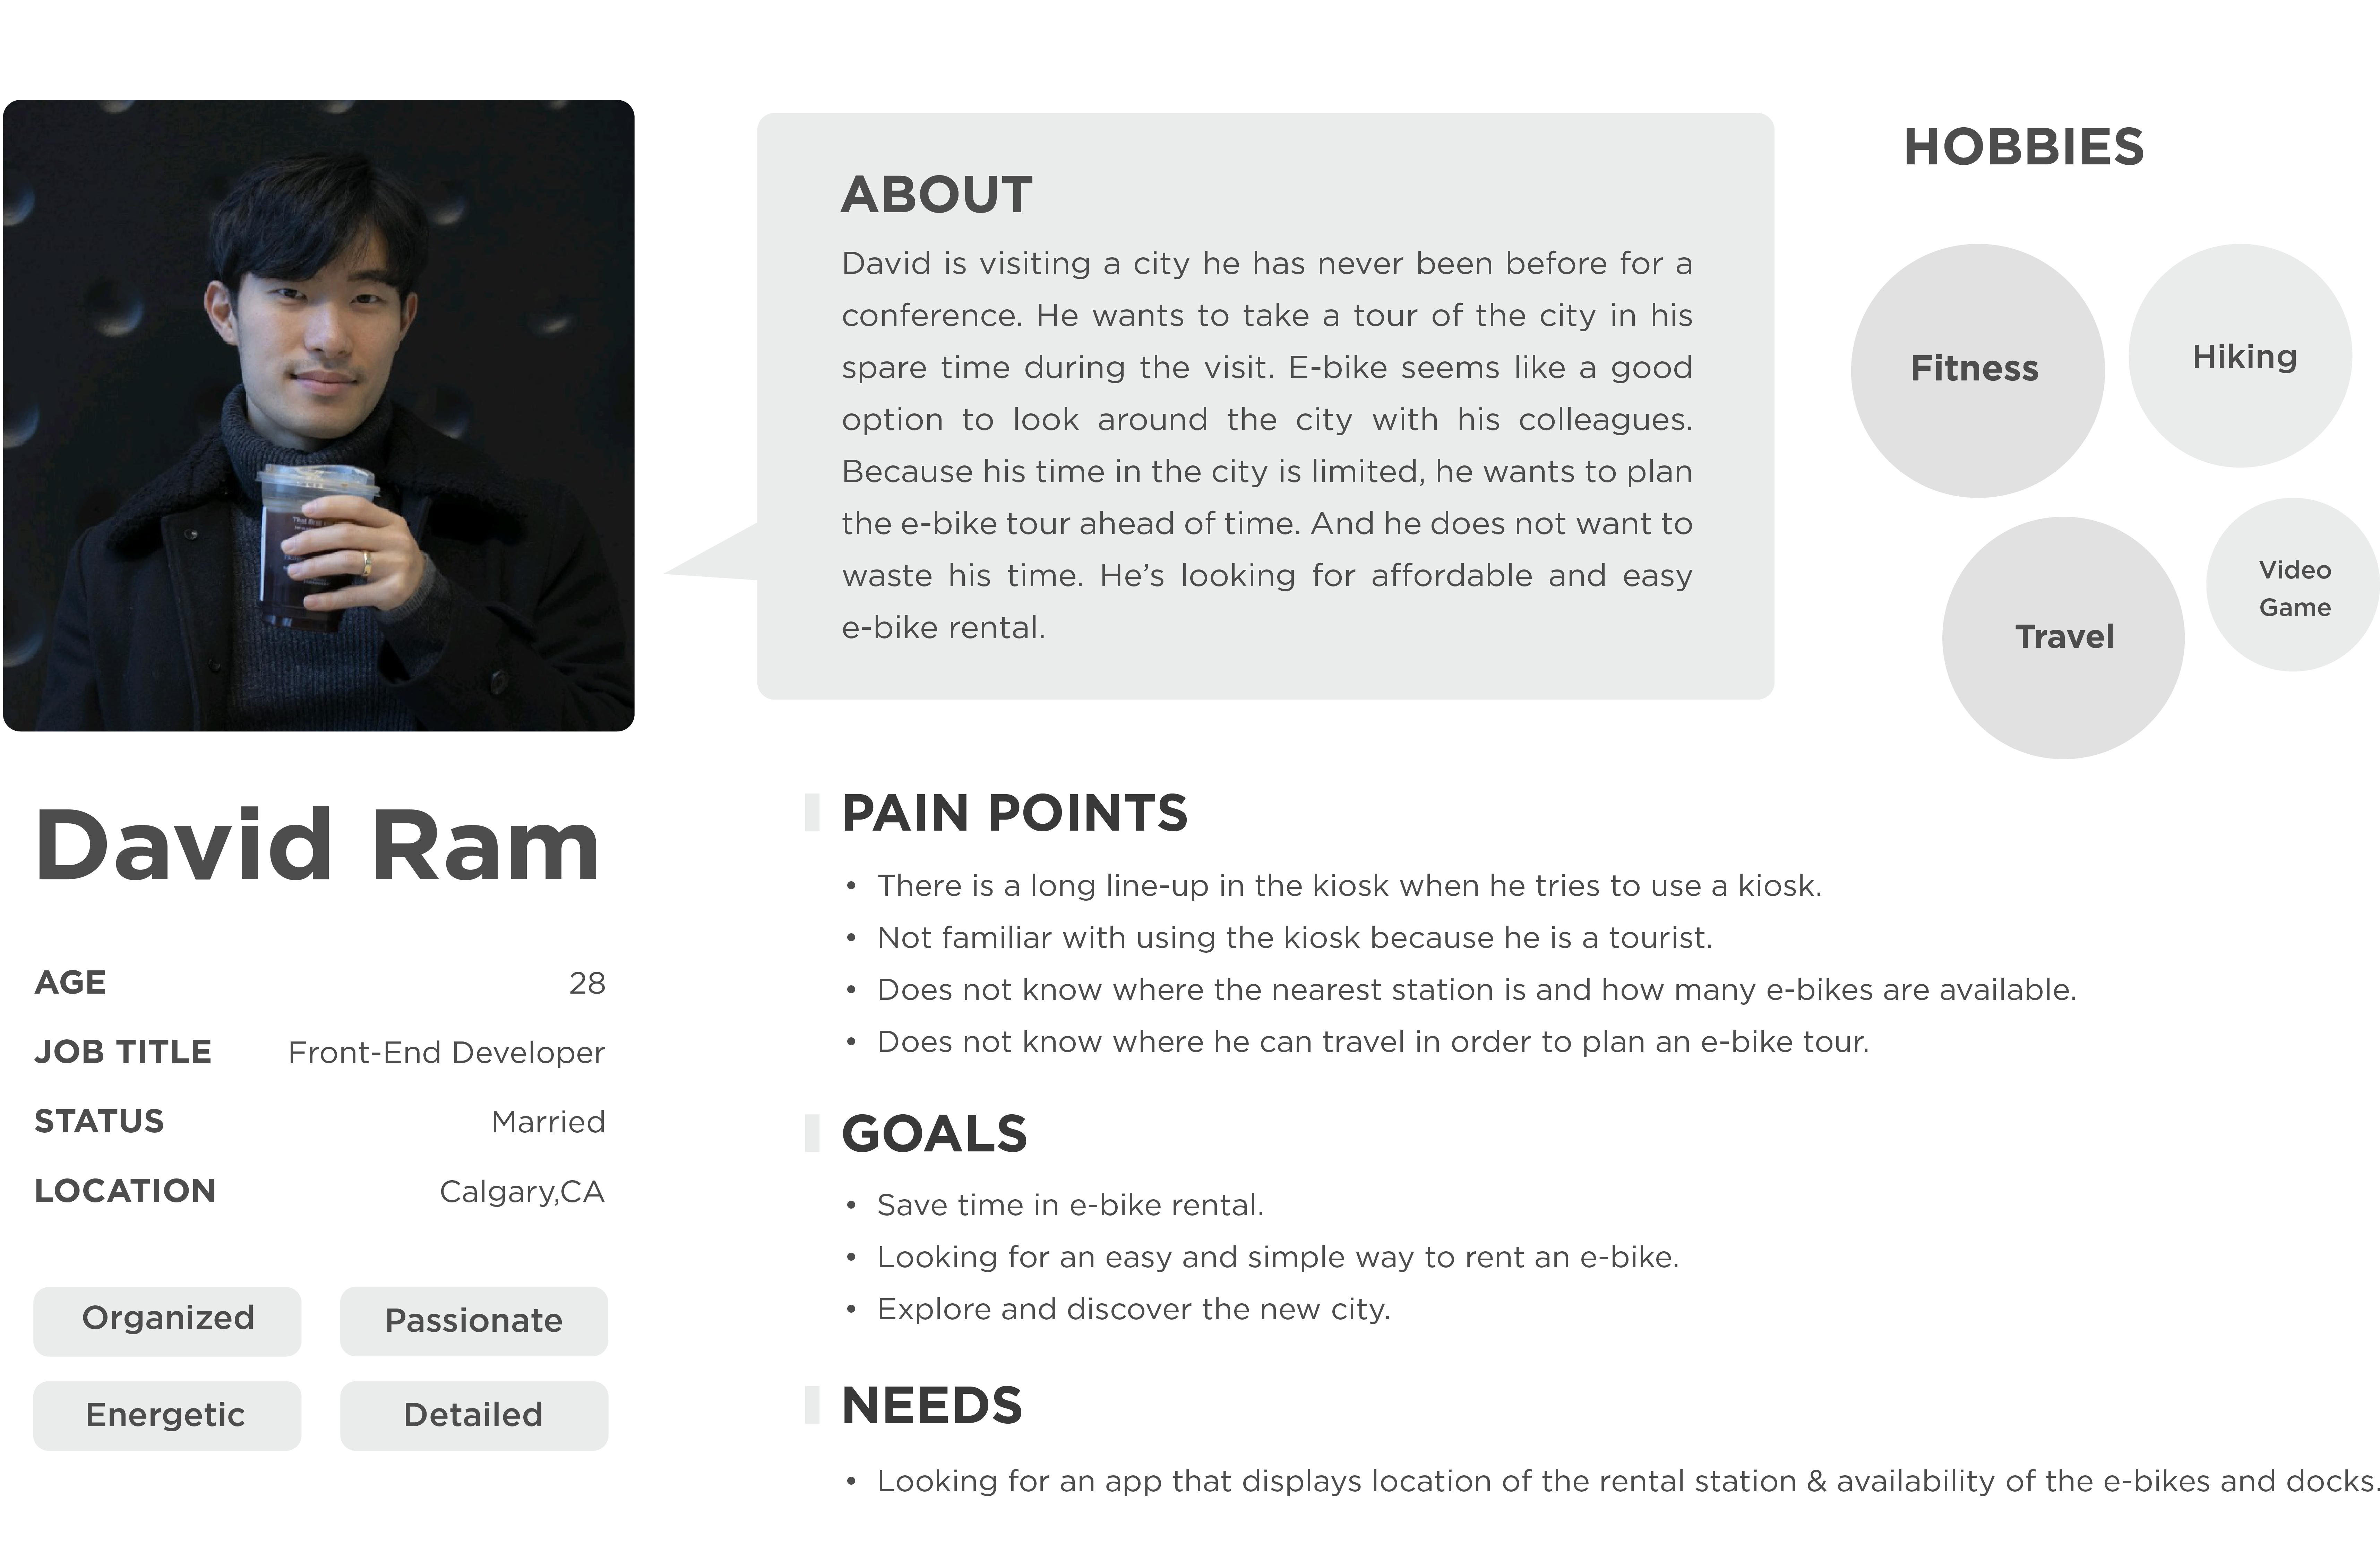 ABOUT
David is visiting a city he has never been before for a
conference. He wants to take a tour of the city in his
spare time during the visit. E-bike seems like a good
option to look around the city with his colleagues.
Because his time in the city is limited, he wants to plan
the e-bike tour ahead of time. And he does not want to
waste his time. He’s looking for affordable and easy
e-bike rental.
HOBBIES
Fitness
Hiking
Travel
Video
Game
David Ram
AGE 28
JOB TITLE Front-End Developer
STATUS Married
LOCATION Calgary,CA
Organized Passionate
Energetic Detailed
PAIN POINTS
• There is a long line-up in the kiosk when he tries to use a kiosk.
• Not familiar with using the kiosk because he is a tourist.
• Does not know where the nearest station is and how many e-bikes are available.
• Does not know where he can travel in order to plan an e-bike tour.
GOALS
• Save time in e-bike rental.
• Looking for an easy and simple way to rent an e-bike.
• Explore and discover the new city.
NEEDS
• Looking for an app that displays location of the rental station & availability of the e-bikes and docks.